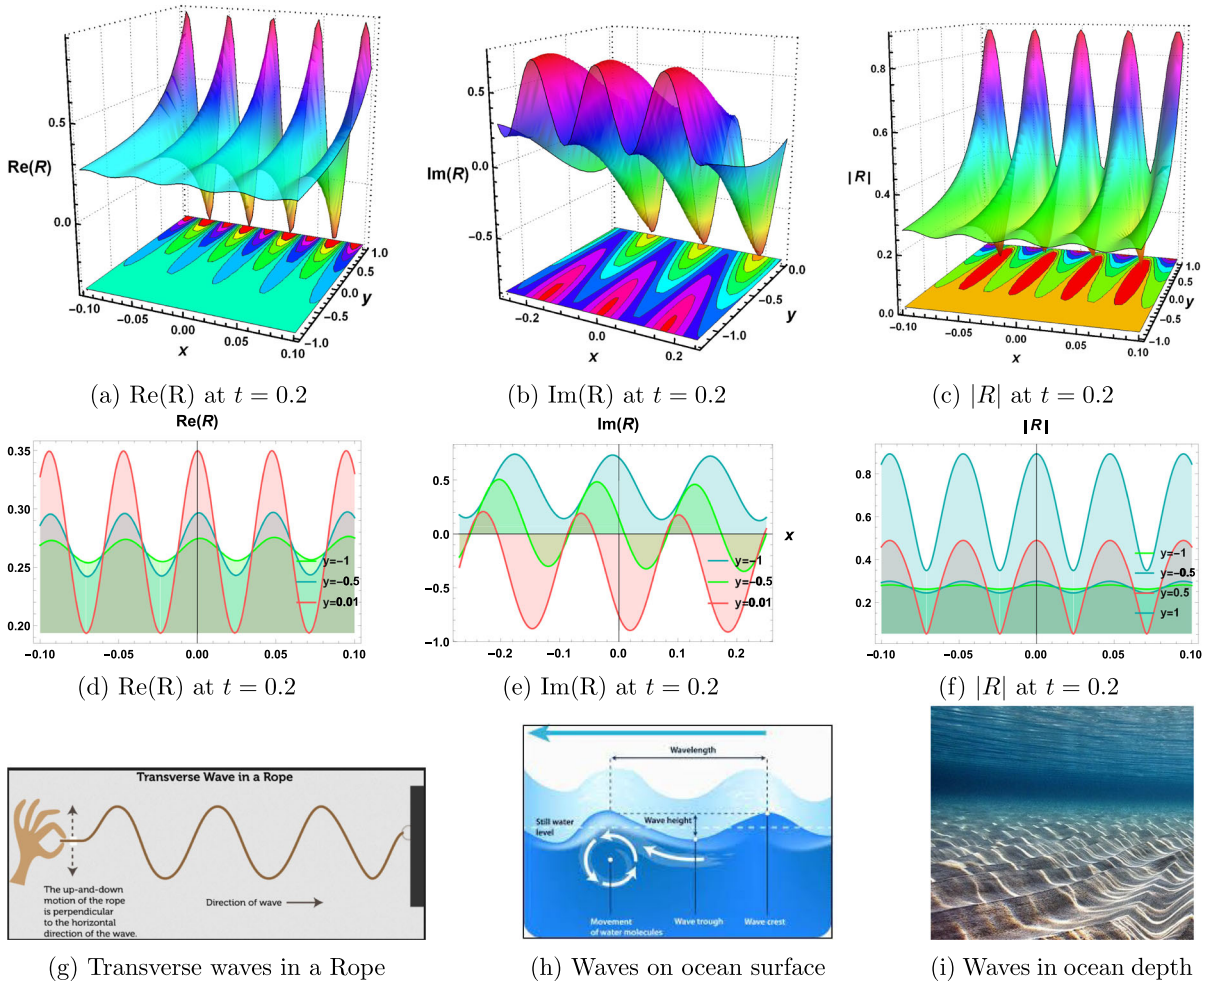 Re(R)
0.5
0.0
−0.10
−0.05
0.00
0.05
0.10
x
1.0
0.5
0.0
−0.5
−1.0
y
Im(R)
0.5
0.0
−0.5
−0.2
0.0
0.2
x
0.0
−0.5
−1.0
y
|R|
0.8
0.6
0.4
0.2
0.0
−0.10
−0.05
0.00
0.05
0.10
x
1.0
0.5
0.0
−0.5
−1.0
y
(a) Re(R) at t = 0.2
(b) Im(R) at t = 0.2
(c) |R| at t = 0.2
Re(R)
0.35
0.30
0.25
0.20
y=−1
y=−0.5
y=0.01
−0.10 −0.05 0.00 0.05 0.10
Im(R)
0.5
0.0
−0.5
−1.0
x
y=−1
y=−0.5
y=0.01
−0.2 −0.1 0.0 0.1 0.2
|R|
0.8
0.6
0.4
0.2
y=−1
y=−0.5
y=0.5
y=1
−0.10 −0.05 0.00 0.05 0.10
(d) Re(R) at t = 0.2
(e) Im(R) at t = 0.2
(f) |R| at t = 0.2
Transverse Wave in a Rope
The up-and-down
motion of the rope
is perpendicular
to the horizontal
direction of the wave.
Direction of wave
Wavelength
Still water
level
Wave height
Movement
of water molecules
Wave trough
Wave crest
(g) Transverse waves in a Rope
(h) Waves on ocean surface
(i) Waves in ocean depth